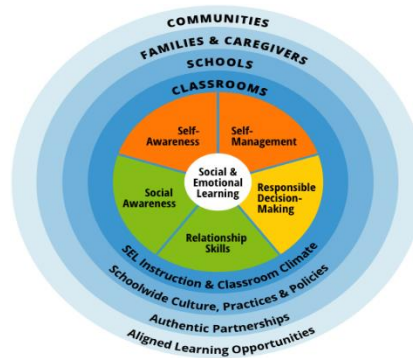 COMMUNITIES
FAMILIES & CAREGIVERS
SCHOOLS
CLASSROOMS
Self-
Awareness
Self-
Management
Social &
Emotional
Learning
Social
Awareness
Responsible
Decision-
Making
Relationship
Skills
SEL Instruction & Classroom Climate
Schoolwide Culture, Practices & Policies
Authentic Partnerships
Aligned Learning Opportunities